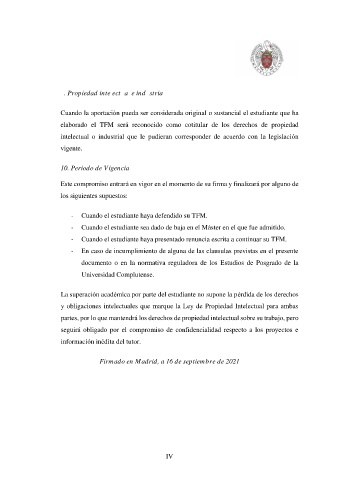 . Propiedad inte ect a e ind stria
Cuando la aportación pueda ser considerada original o sustancial el estudiante que ha
elaborado el TFM será reconocido como cotitular de los derechos de propiedad
intelectual o industrial que le pudieran corresponder de acuerdo con la legislación
vigente.
10. Periodo de Vigencia
Este compromiso entrará en vigor en el momento de su firma y finalizará por alguno de
los siguientes supuestos:
- Cuando el estudiante haya defendido su TFM.
- Cuando el estudiante sea dado de baja en el Máster en el que fue admitido.
- Cuando el estudiante haya presentado renuncia escrita a continuar su TFM.
- En caso de incumplimiento de alguna de las clausulas previstas en el presente
documento o en la normativa reguladora de los Estudios de Posgrado de la
Universidad Complutense.
La superación académica por parte del estudiante no supone la pérdida de los derechos
y obligaciones intelectuales que marque la Ley de Propiedad Intelectual para ambas
partes, por lo que mantendrá los derechos de propiedad intelectual sobre su trabajo, pero
seguirá obligado por el compromiso de confidencialidad respecto a los proyectos e
información inédita del tutor.
Firmado en Madrid, a 16 de septiembre de 2021
IV